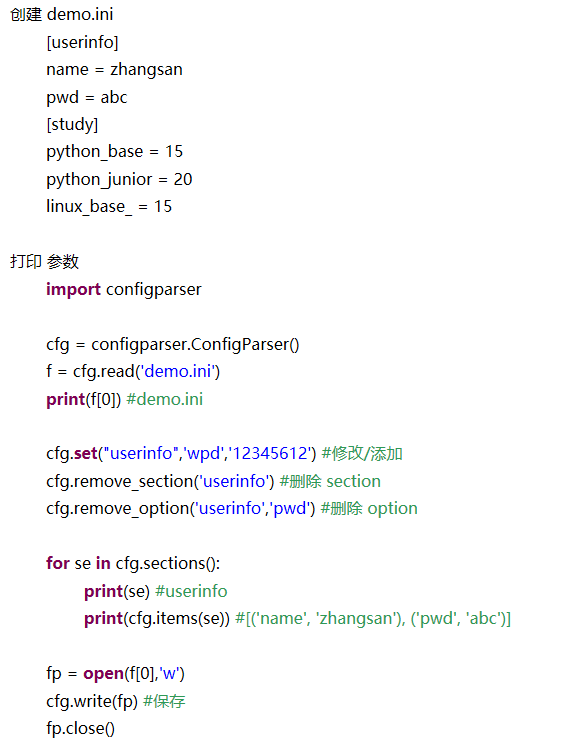 创建 demo.ini
[userinfo]
name = zhangsan
pwd = abc
[study]
python_base = 15
python_junior = 20
linux_base_ = 15
打印 参数
import configparser
cfg = configparser.ConfigParser()
f = cfg.read('demo.ini')
print(f[0]) #demo.ini
cfg.set("userinfo",'wpd','12345612') #修改/添加
cfg.remove_section('userinfo') #删除 section
cfg.remove_option('userinfo','pwd') #删除 option
for se in cfg.sections():
print(se) #userinfo
print(cfg.items(se)) #[('name', 'zhangsan'), ('pwd', 'abc')]
fp = open(f[0],'w')
cfg.write(fp) #保存
fp.close()